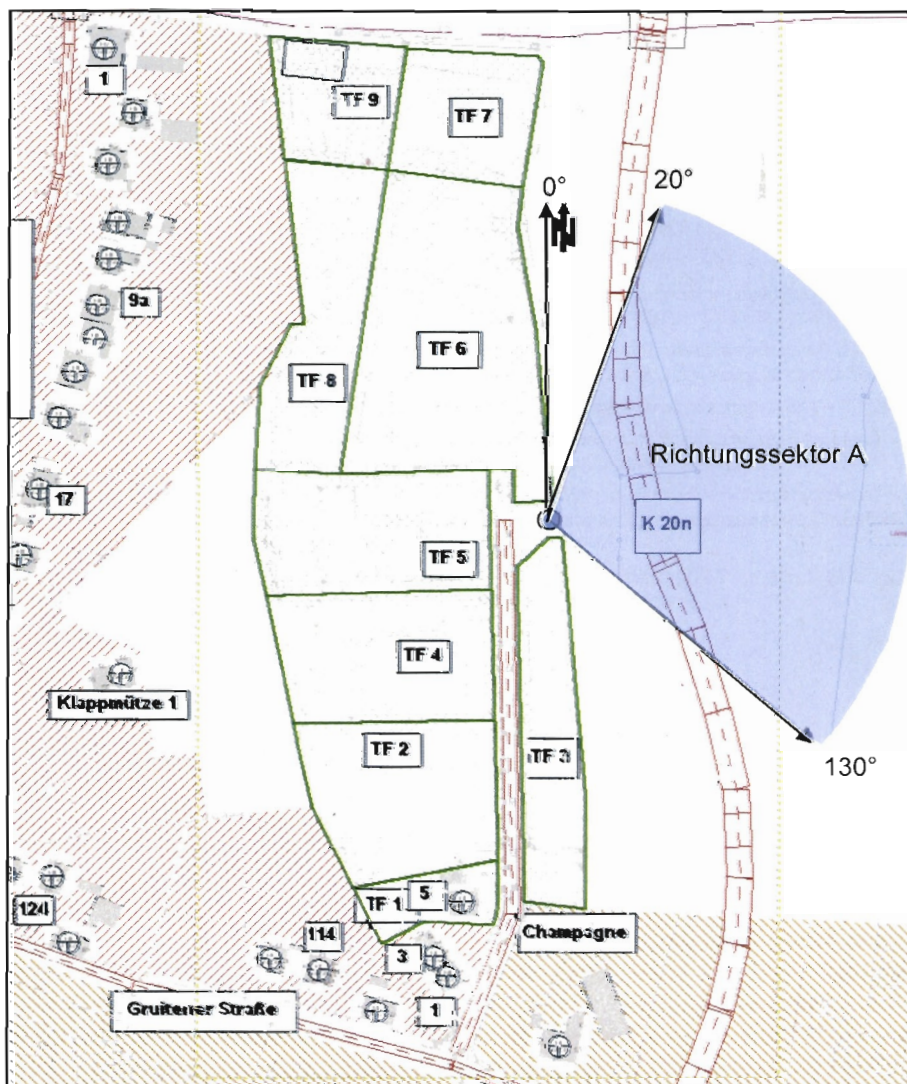 1
TF 9
TF 7
0°
20°
N
9a
TF 6
TF 8
Richtungssektor A
17
K 20n
TF 5
TF 4
Klappmütze 1
TF 2
TF 3
130°
TF 1
5
124
114
3
Champagne
Gruitener Straße
1